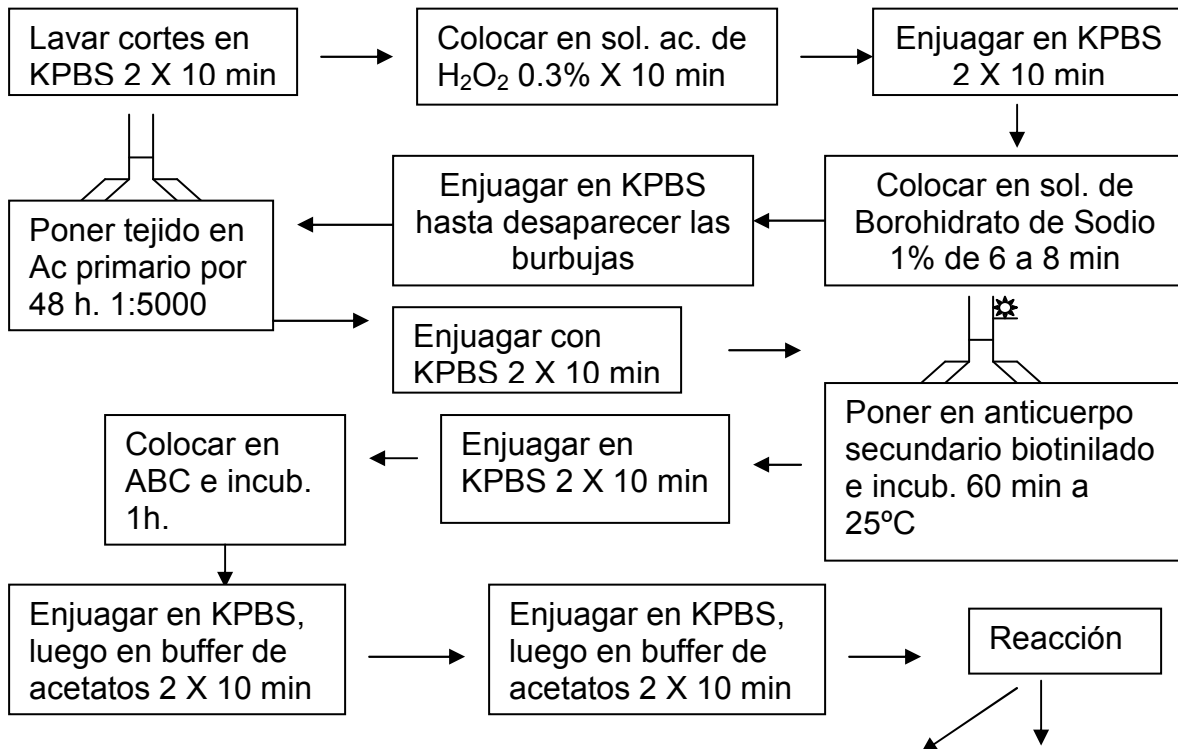 Lavar cortes en
KPBS 2 X 10 min
Colocar en sol. ac. de
H₂O₂ 0.3% X 10 min
Enjuagar en KPBS
2 X 10 min
Colocar en sol. de
Borohidrato de Sodio
1% de 6 a 8 min
Enjuagar en KPBS
hasta desaparecer las
burbujas
Poner tejido en
Ac primario por
48 h. 1:5000
Enjuagar con
KPBS 2 X 10 min
Poner en anticuerpo
secundario biotinilado
e incub. 60 min a
25ºC
Enjuagar en
KPBS 2 X 10 min
Colocar en
ABC e incub.
1h.
Enjuagar en KPBS,
luego en buffer de
acetatos 2 X 10 min
Enjuagar en KPBS,
luego en buffer de
acetatos 2 X 10 min
Reacción